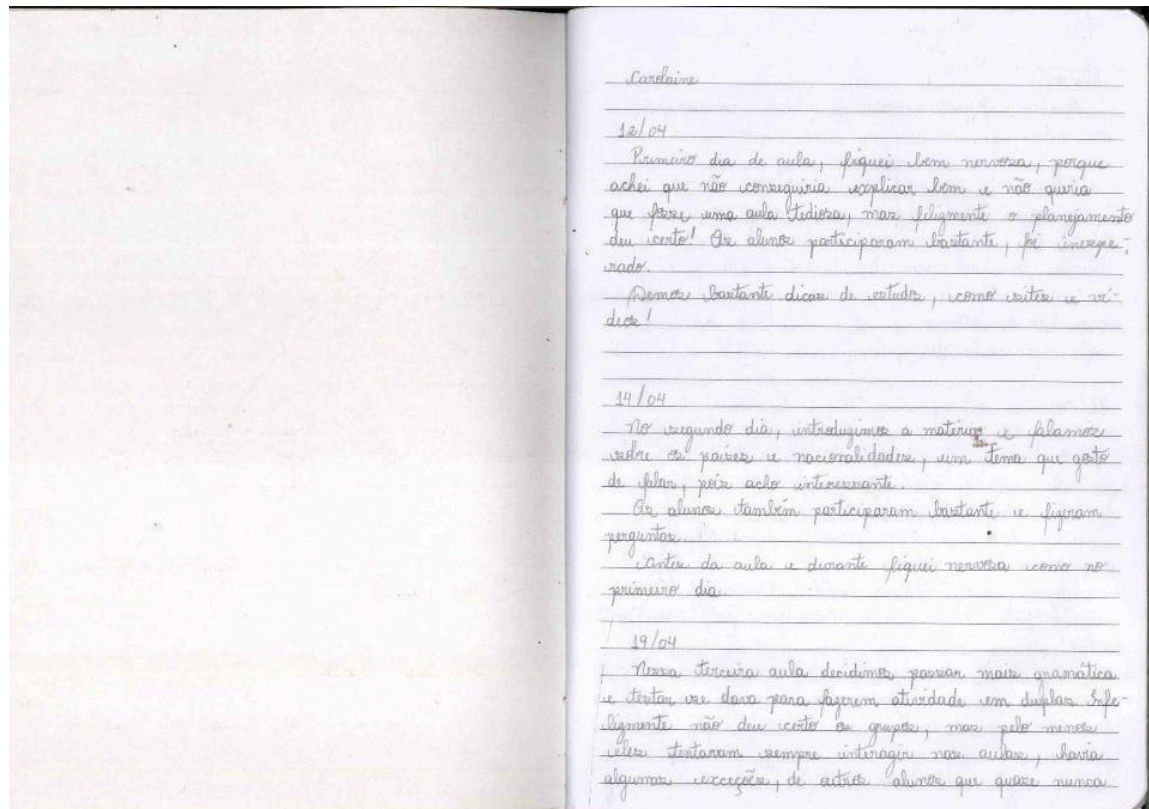 Carolaine
12/04
Primeiro dia de aula, fiquei bem nervosa, porque
achei que não conseguiria explicar bem e não queria
que fosse uma aula tediosa, mas felizmente o planejamento
deu certo! Os alunos participaram bastante, foi inespe-
rado.
Demos bastante dicas de estudos, como sites e ví-
deos!
14/04
No segundo dia, introduzimos a matéria e falamos
sobre os países e nacionalidades, um tema que gosto
de falar, pois acho interessante.
Os alunos também participaram bastante e fizeram
perguntas.
Antes da aula e durante fiquei nervosa como no
primeiro dia
19/04
Nossa terceira aula decidimos passar mais gramática
e testar se dava para fazerem atividade em duplas. Infe-
lizmente não deu certo os grupos, mas pelo menos
eles tentavam sempre interagir nas aulas, havia
algumas exceções, de outros alunos que quase nunca